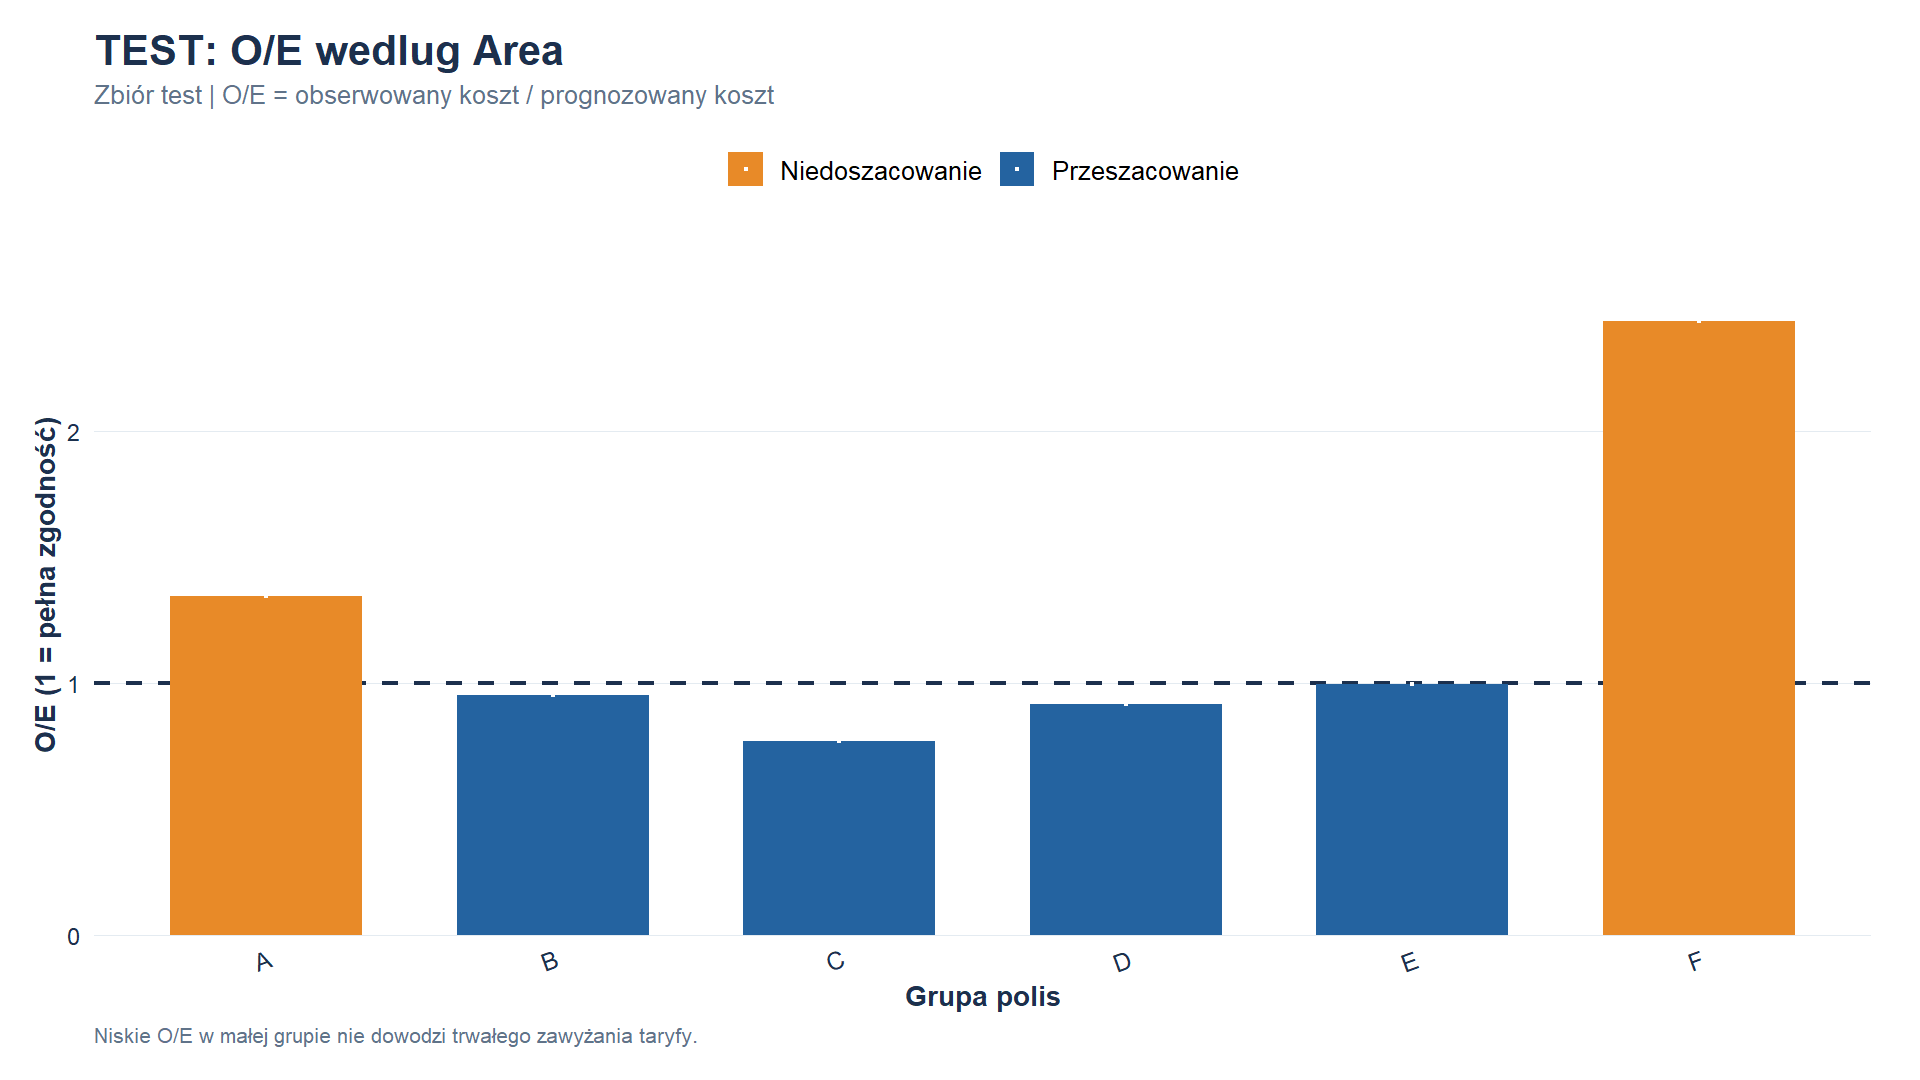 TEST: O/E wedlug Area
Zbiór test | O/E = obserwowany koszt / prognozowany koszt
Niedoszacowanie
Przeszacowanie
O/E (1 = pełna zgodność)
2
1
0
A
B
C
D
E
F
Grupa polis
Niskie O/E w małej grupie nie dowodzi trwałego zawyżania taryfy.